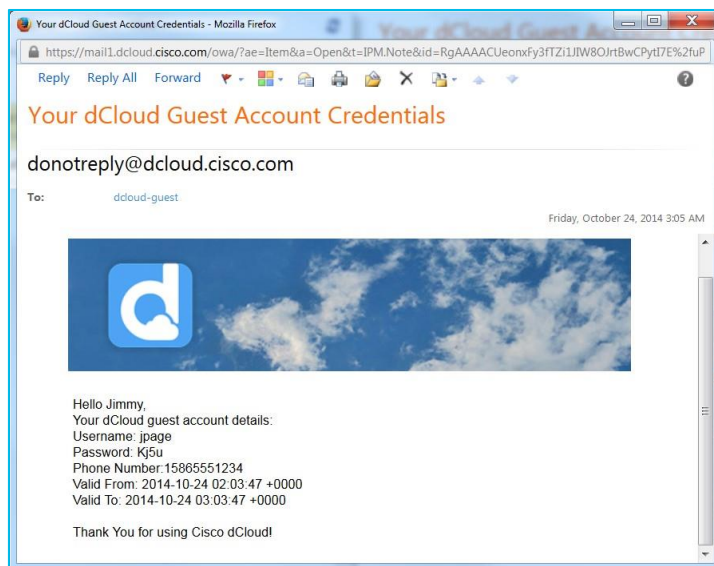 Your dCloud Guest Account Credentials - Mozilla Firefox
https://mail1.dcloud.cisco.com/owa/?ae=Item&a=Open&t=IPM.Note&id=RgAAAACUeonxFy3fTZi1JIW8OJrtBwCPytI7E%2fuP
Reply Reply All Forward
Your dCloud Guest Account Credentials
donotreply@dcloud.cisco.com
To: dcloud-guest
Friday, October 24, 2014 3:05 AM
d
Hello Jimmy,
Your dCloud guest account details:
Username: jpage
Password: Kj5u
Phone Number:15865551234
Valid From: 2014-10-24 02:03:47 +0000
Valid To: 2014-10-24 03:03:47 +0000
Thank You for using Cisco dCloud!